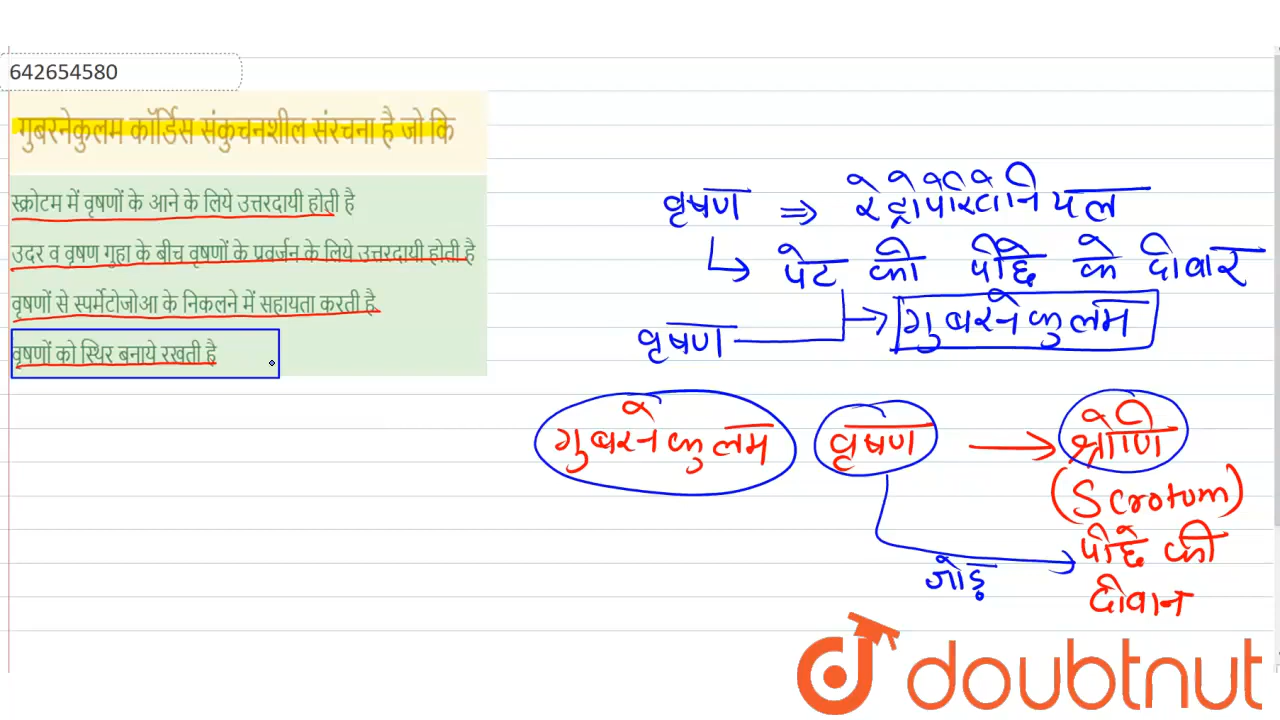 642654580
गुबरनेकुलम कॉर्डिस संकुचनशील संरचना है जो कि
स्क्रोटम में वृषणों के आने के लिये उत्तरदायी होती है
उदर व वृषण गुहा के बीच वृषणों के प्रवर्जन के लिये उत्तरदायी होती है
वृषणों से स्पर्मेटोजोआ के निकलने में सहायता करती है.
वृषणों को स्थिर बनाये रखती है
वृषण ⇒ रेट्रोपेरिटोनियल
पेट की पीछे के दीवार
वृषण → गुबरनेकुलम
गुबरनेकुलम वृषण → श्रोणि
(Scrotum)
पीछे की
दीवान
जोड़
doubtnut